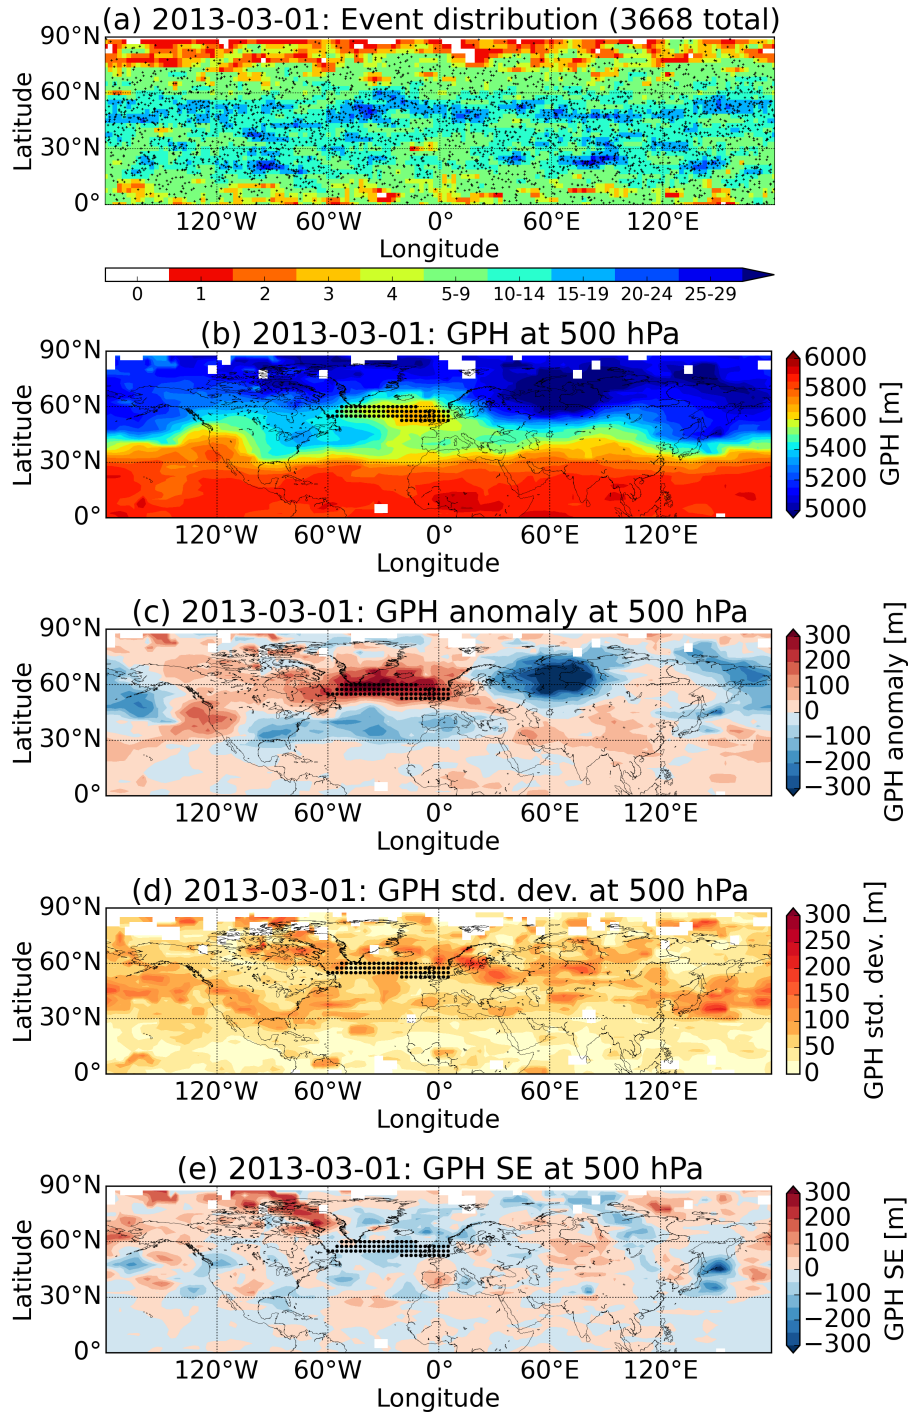 (a) 2013-03-01: Event distribution (3668 total)
90°N
60°N
30°N
0°
Latitude
120°W 60°W 0° 60°E 120°E
Longitude
0 1 2 3 4 5-9 10-14 15-19 20-24 25-29
(b) 2013-03-01: GPH at 500 hPa
90°N
60°N
30°N
0°
Latitude
120°W 60°W 0° 60°E 120°E
Longitude
6000
5800
5600
5400
5200
5000
GPH [m]
(c) 2013-03-01: GPH anomaly at 500 hPa
90°N
60°N
30°N
0°
Latitude
120°W 60°W 0° 60°E 120°E
Longitude
300
200
100
0
−100
−200
−300
GPH anomaly [m]
(d) 2013-03-01: GPH std. dev. at 500 hPa
90°N
60°N
30°N
0°
Latitude
120°W 60°W 0° 60°E 120°E
Longitude
300
250
200
150
100
50
0
GPH std. dev. [m]
(e) 2013-03-01: GPH SE at 500 hPa
90°N
60°N
30°N
0°
Latitude
120°W 60°W 0° 60°E 120°E
Longitude
300
200
100
0
−100
−200
−300
GPH SE [m]